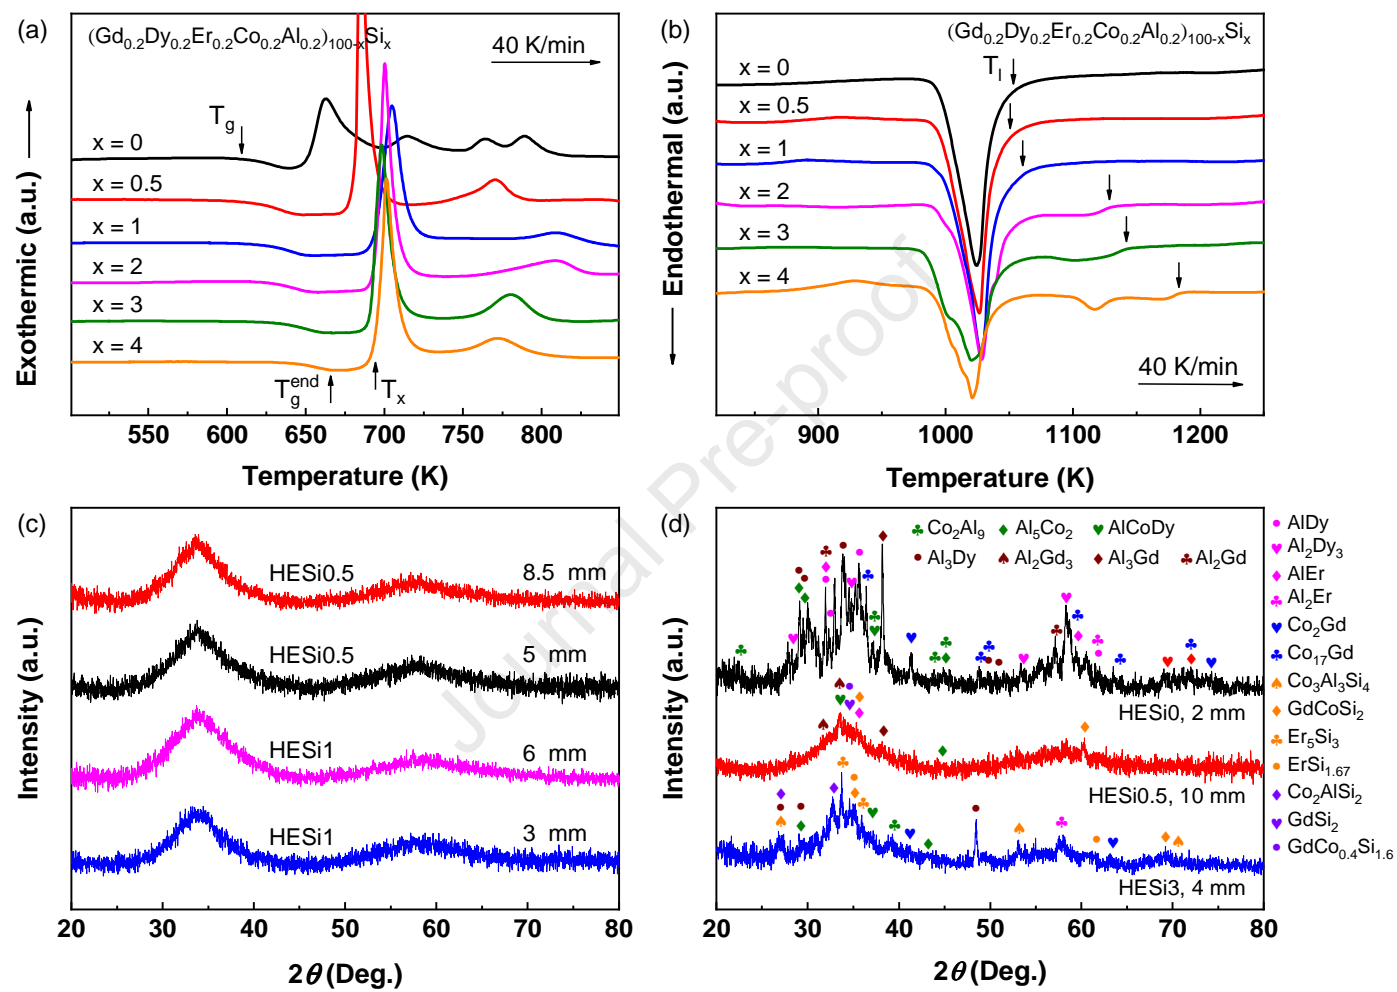 (a)
(Gd0.2Dy0.2Er0.2Co0.2Al0.2)100-xSix
40 K/min
Tg
x = 0
x = 0.5
x = 1
x = 2
x = 3
x = 4
Tg^end
Tx
Exothermic (a.u.)
550 600 650 700 750 800
Temperature (K)
(b)
(Gd0.2Dy0.2Er0.2Co0.2Al0.2)100-xSix
Tl
x = 0
x = 0.5
x = 1
x = 2
x = 3
x = 4
40 K/min
Endothermal (a.u.)
900 1000 1100 1200
Temperature (K)
(c)
HESi0.5 8.5 mm
HESi0.5 5 mm
HESi1 6 mm
HESi1 3 mm
Intensity (a.u.)
20 30 40 50 60 70 80
2θ (Deg.)
(d)
Co2Al9 Al5Co2 AlCoDy
Al3Dy Al2Gd3 Al3Gd Al2Gd
AlDy
Al2Dy3
AlEr
Al2Er
Co2Gd
Co17Gd
Co3Al3Si4
GdCoSi2
Er5Si3
ErSi1.67
Co2AlSi2
GdSi2
GdCo0.4Si1.6
HESi0, 2 mm
HESi0.5, 10 mm
HESi3, 4 mm
Intensity (a.u.)
20 30 40 50 60 70 80
2θ (Deg.)
Journal Pre-proof